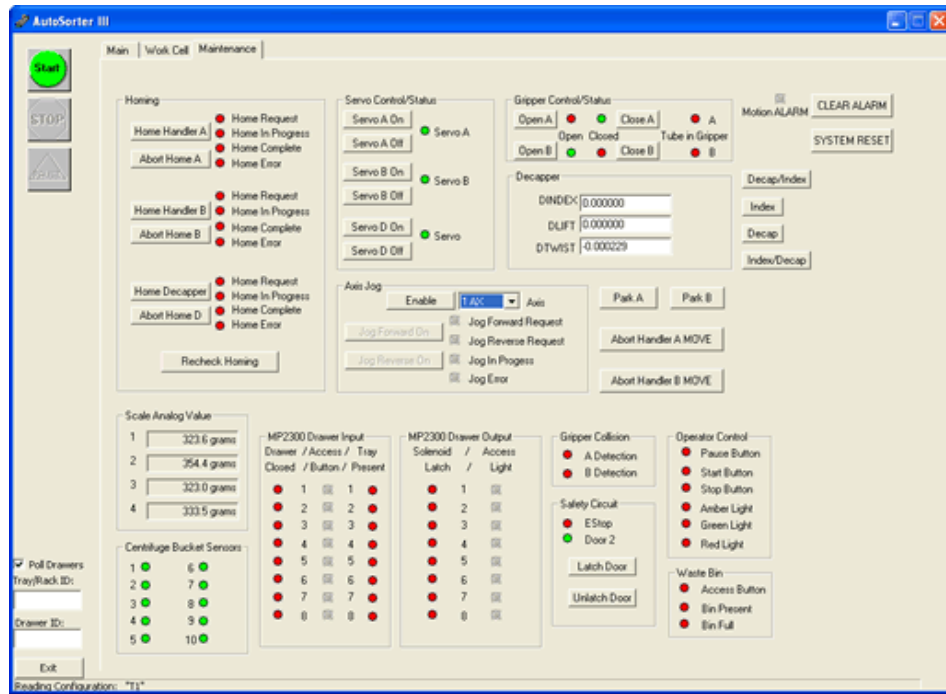 AutoSorter III
Main Work Cell Maintenance
Start
STOP
Homing
Home Handler A
Abort Home A
Home Request
Home In Progress
Home Complete
Home Error
Home Handler B
Abort Home B
Home Request
Home In Progress
Home Complete
Home Error
Home Decapper
Abort Home D
Home Request
Home In Progress
Home Complete
Home Error
Recheck Homing
Servo Control/Status
Servo A On
Servo A Off
Servo A
Servo B On
Servo B Off
Servo B
Servo D On
Servo D Off
Servo
Gripper Control/Status
Open A Close A A
Open Closed Tube in Gripper
Open B Close B B
Motion ALARM
CLEAR ALARM
SYSTEM RESET
Decapper
DINDEX 0.000000
DLIFT 0.000000
DTWIST -0.000229
Decap/Index
Index
Decap
Index/Decap
Axis Jog
Enable 1 AX Axis
Jog Forward On
Jog Reverse On
Jog Forward Request
Jog Reverse Request
Jog In Progess
Jog Error
Park A Park B
Abort Handler A MOVE
Abort Handler B MOVE
Scale Analog Value
1 323.6 grams
2 354.4 grams
3 323.0 grams
4 333.5 grams
Centifuge Bucket Sensors
1 6
2 7
3 8
4 9
5 10
MP2300 Drawer Input
Drawer / Access / Tray
Closed / Button / Present
1 1
2 2
3 3
4 4
5 5
6 6
7 7
8 8
MP2300 Drawer Output
Solenoid / Access
Latch / Light
1
2
3
4
5
6
7
8
Gripper Collision
A Detection
B Detection
Safety Circuit
EStop
Door 2
Latch Door
Unlatch Door
Operator Control
Pause Button
Start Button
Stop Button
Amber Light
Green Light
Red Light
Waste Bin
Access Button
Bin Present
Bin Full
Poll Drawers
Tray/Rack ID:
Drawer ID:
Exit
Reading Configuration: "T1"